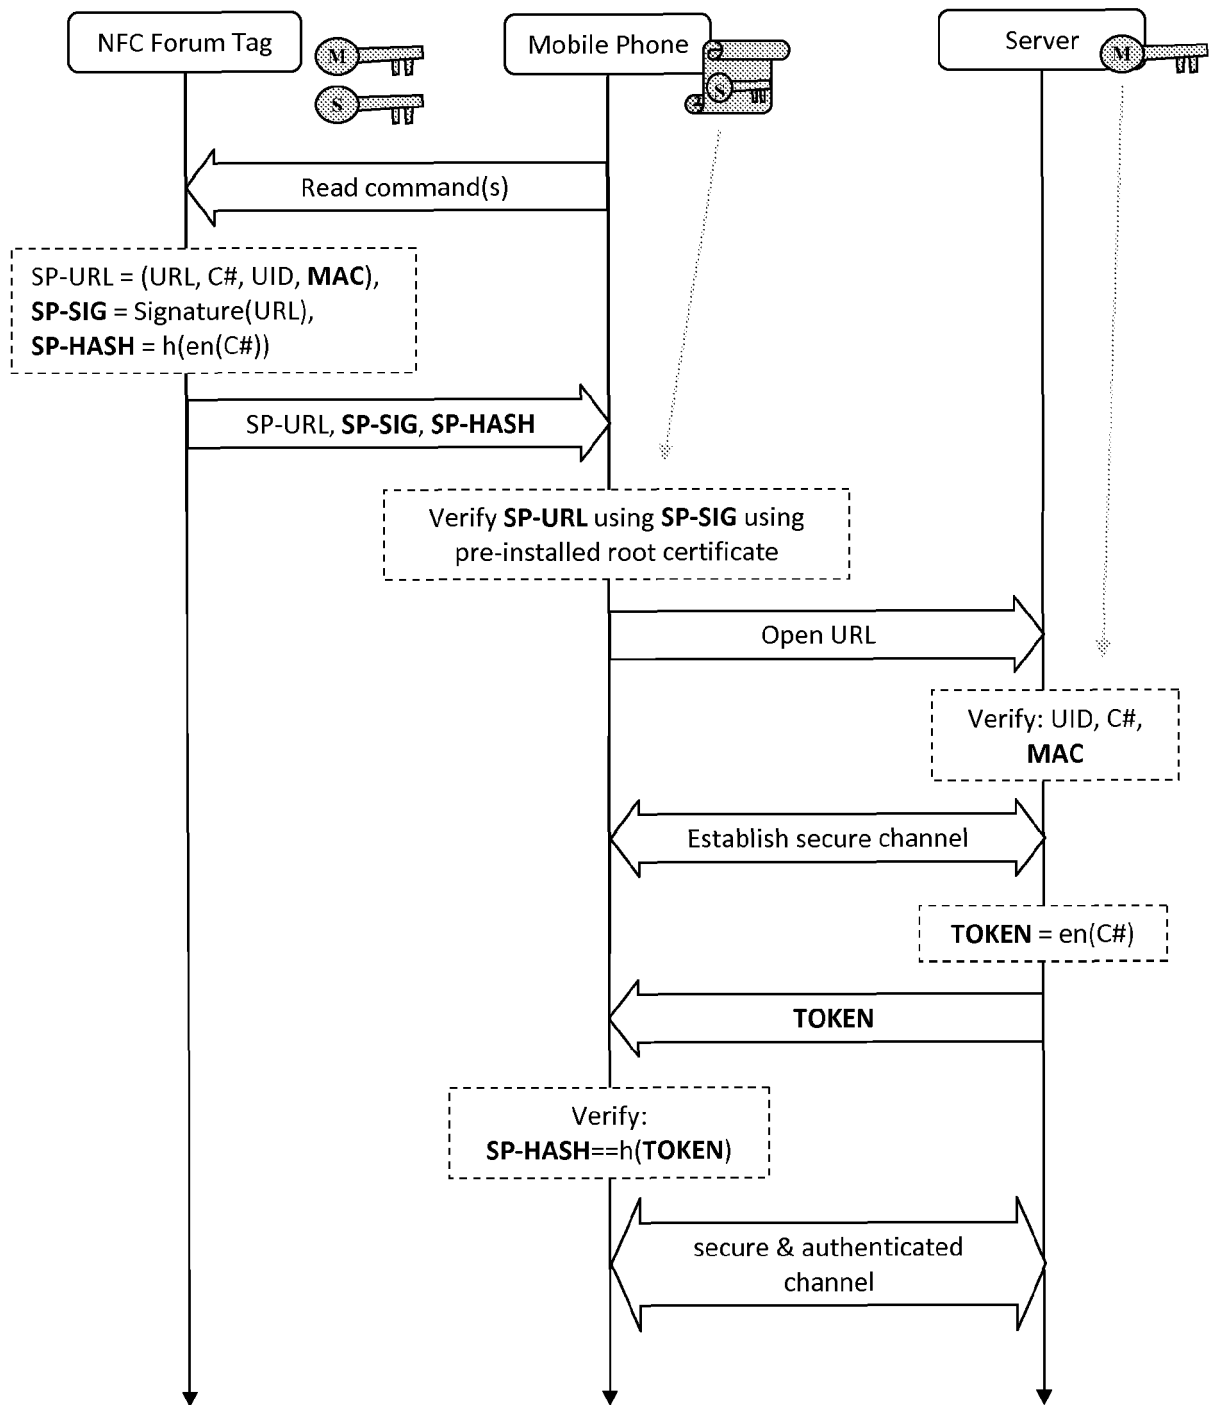 NFC Forum Tag
M
S
Mobile Phone
S
Server
M
Read command(s)
SP-URL = (URL, C#, UID, MAC),
SP-SIG = Signature(URL),
SP-HASH = h(en(C#))
SP-URL, SP-SIG, SP-HASH
Verify SP-URL using SP-SIG using
pre-installed root certificate
Open URL
Verify: UID, C#,
MAC
Establish secure channel
TOKEN = en(C#)
TOKEN
Verify:
SP-HASH==h(TOKEN)
secure & authenticated
channel